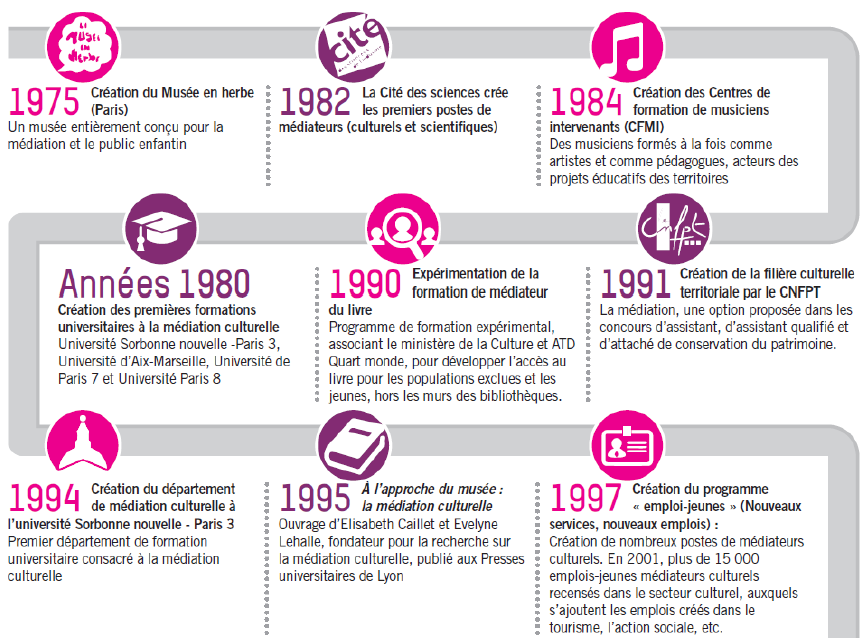 LE MUSÉE EN HERBE
1975 Création du Musée en herbe
(Paris)
Un musée entièrement conçu pour la
médiation et le public enfantin
cité
1982 La Cité des sciences crée
les premiers postes de
médiateurs (culturels et scientifiques)
1984 Création des Centres de
formation de musiciens
intervenants (CFMI)
Des musiciens formés à la fois comme
artistes et comme pédagogues, acteurs des
projets éducatifs des territoires
Années 1980
Création des premières formations
universitaires à la médiation culturelle
Université Sorbonne nouvelle -Paris 3,
Université d’Aix-Marseille, Université de
Paris 7 et Université Paris 8
1990 Expérimentation de la
formation de médiateur
du livre
Programme de formation expérimental,
associant le ministère de la Culture et ATD
Quart monde, pour développer l’accès au
livre pour les populations exclues et les
jeunes, hors les murs des bibliothèques.
cnfpt
1991 Création de la filière culturelle
territoriale par le CNFPT
La médiation, une option proposée dans les
concours d’assistant, d’assistant qualifié et
d’attaché de conservation du patrimoine.
1994 Création du département
de médiation culturelle à
l’université Sorbonne nouvelle - Paris 3
Premier département de formation
universitaire consacré à la médiation
culturelle
1995 À l’approche du musée :
la médiation culturelle
Ouvrage d’Elisabeth Caillet et Evelyne
Lehalle, fondateur pour la recherche sur
la médiation culturelle, publié aux Presses
universitaires de Lyon
1997 Création du programme
« emploi-jeunes » (Nouveaux
services, nouveaux emplois) :
Création de nombreux postes de médiateurs
culturels. En 2001, plus de 15 000
emplois-jeunes médiateurs culturels
recensés dans le secteur culturel, auxquels
s’ajoutent les emplois créés dans le
tourisme, l’action sociale, etc.